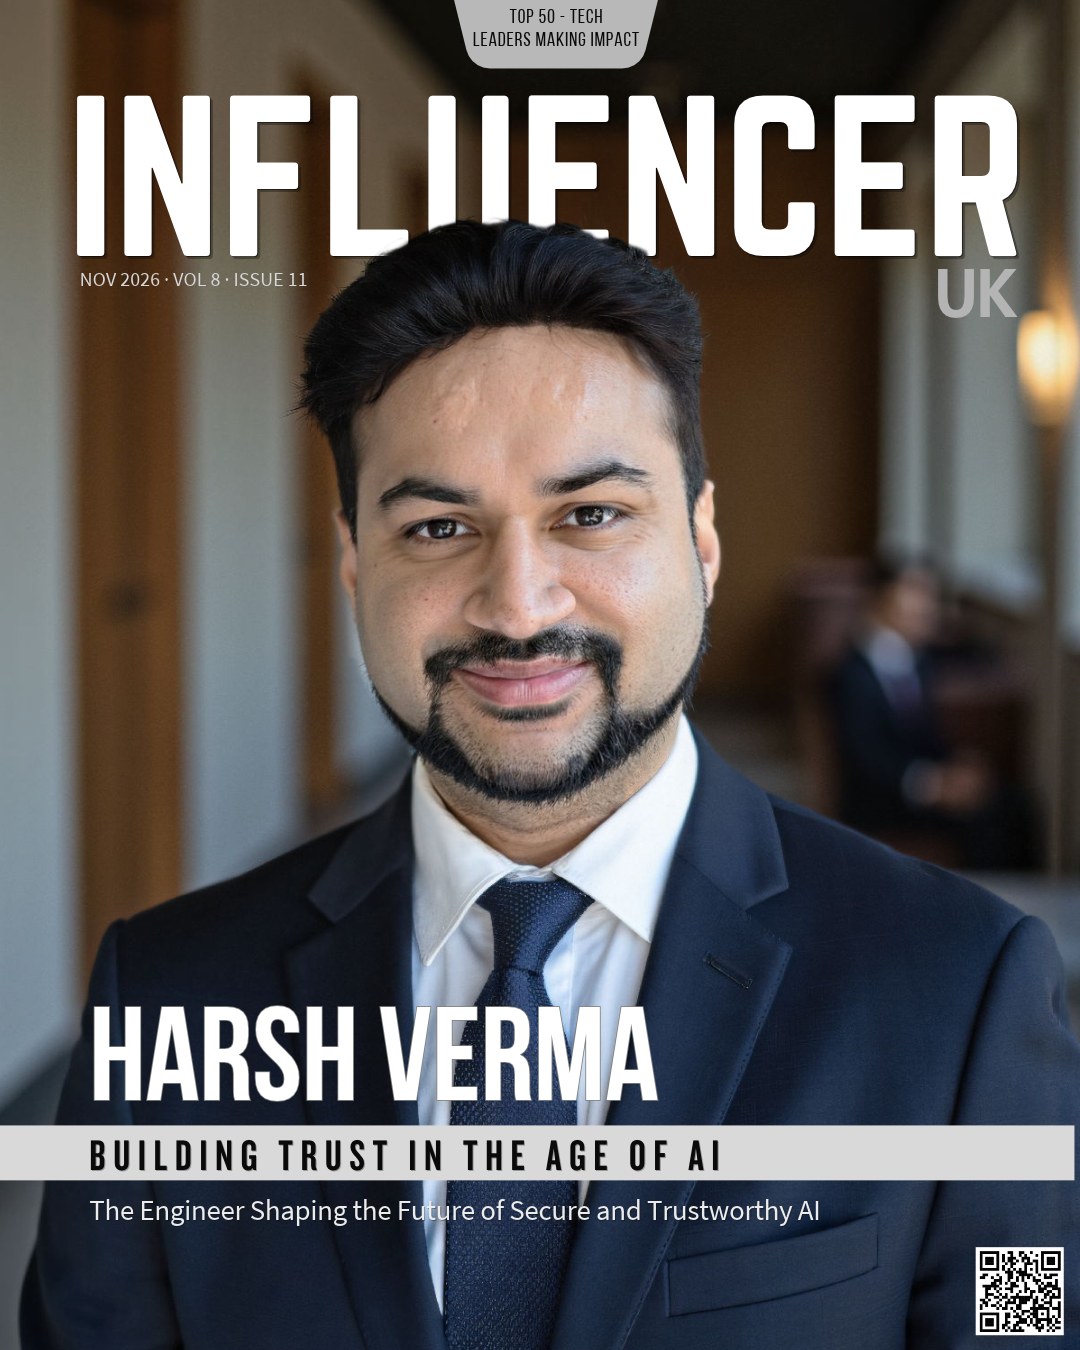 TOP 50 - TECH
LEADERS MAKING IMPACT
INFLUENCER
NOV 2026 · VOL 8 · ISSUE 11
UK
HARSH VERMA
BUILDING TRUST IN THE AGE OF AI
The Engineer Shaping the Future of Secure and Trustworthy AI